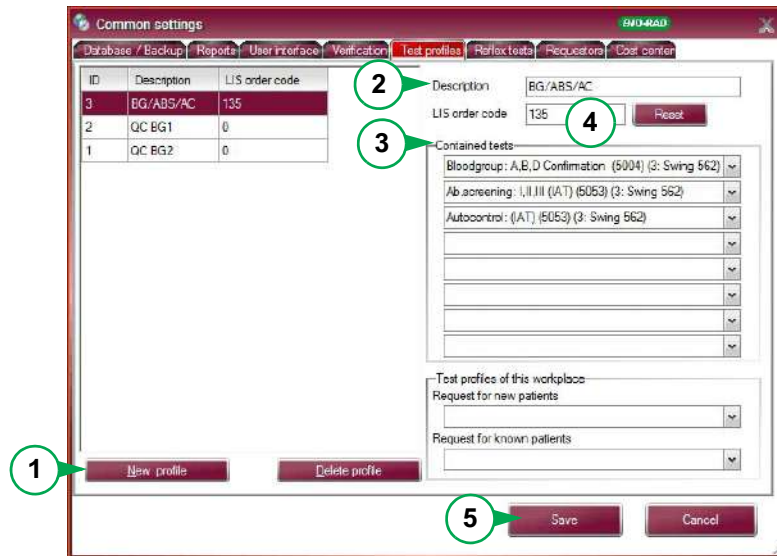 Common settings
BIO-RAD
Database / Backup Reports User interface Verification Test profiles Reflex tests Requestors Cost center
ID Description LIS order code
3 BG/ABS/AC 135
2 QC BG1 0
1 QC BG2 0
2
Description BG/ABS/AC
LIS order code 135
4
Reset
3
Contained tests
Bloodgroup: A,B,D Confirmation (5004) (3: Swing 562)
Ab.screening: I,II,III (IAT) (5053) (3: Swing 562)
Autocontrol: (IAT) (5053) (3: Swing 562)
Test profiles of this workplace
Request for new patients
Request for known patients
1
New profile
Delete profile
5
Save
Cancel